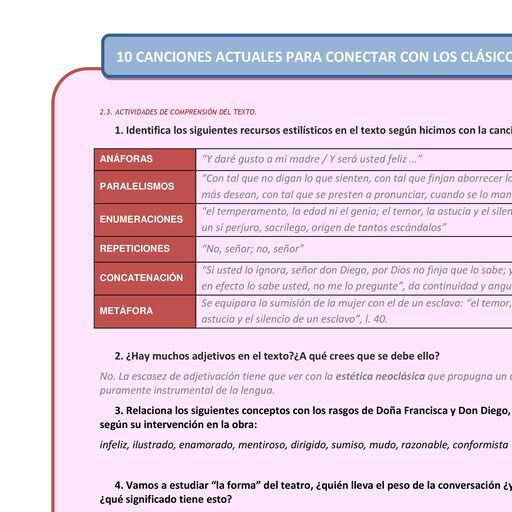 10 CANCIONES ACTUALES PARA CONECTAR CON LOS CLÁSICO
2.3. ACTIVIDADES DE COMPRENSIÓN DEL TEXTO.
1. Identifica los siguientes recursos estilísticos en el texto según hicimos con la canci
ANÁFORAS
“Y daré gusto a mi madre / Y será usted feliz …”
PARALELISMOS
“Con tal que no digan lo que sienten, con tal que finjan aborrecer lo
más desean, con tal que se presten a pronunciar, cuando se lo man
ENUMERACIONES
“el temperamento, la edad ni el genio; el temor, la astucia y el silen
un sí perjuro, sacrílego, origen de tantos escándalos”
REPETICIONES
“No, señor; no, señor”
CONCATENACIÓN
“Si usted lo ignora, señor don Diego, por Dios no finja que lo sabe; y
en efecto lo sabe usted, no me lo pregunte”, da continuidad y angu
METÁFORA
Se equipara la sumisión de la mujer con el de un esclavo: “el temor,
astucia y el silencio de un esclavo”, l. 40.
2. ¿Hay muchos adjetivos en el texto?¿A qué crees que se debe ello?
No. La escasez de adjetivación tiene que ver con la estética neoclásica que propugna un u
puramente instrumental de la lengua.
3. Relaciona los siguientes conceptos con los rasgos de Doña Francisca y Don Diego,
según su intervención en la obra:
infeliz, ilustrado, enamorado, mentiroso, dirigido, sumiso, mudo, razonable, conformista
4. Vamos a estudiar “la forma” del teatro, ¿quién lleva el peso de la conversación ¿y
¿qué significado tiene esto?